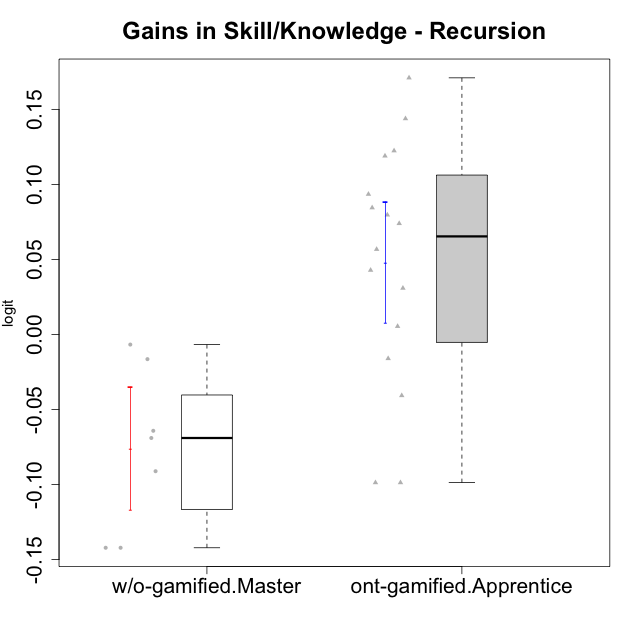 Gains in Skill/Knowledge - Recursion
logit
0.15
0.10
0.05
0.00
-0.05
-0.10
-0.15
w/o-gamified.Master
ont-gamified.Apprentice